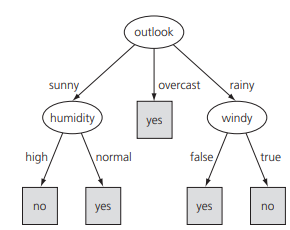 outlook
sunny overcast rainy
humidity yes windy
high normal false true
no yes yes no